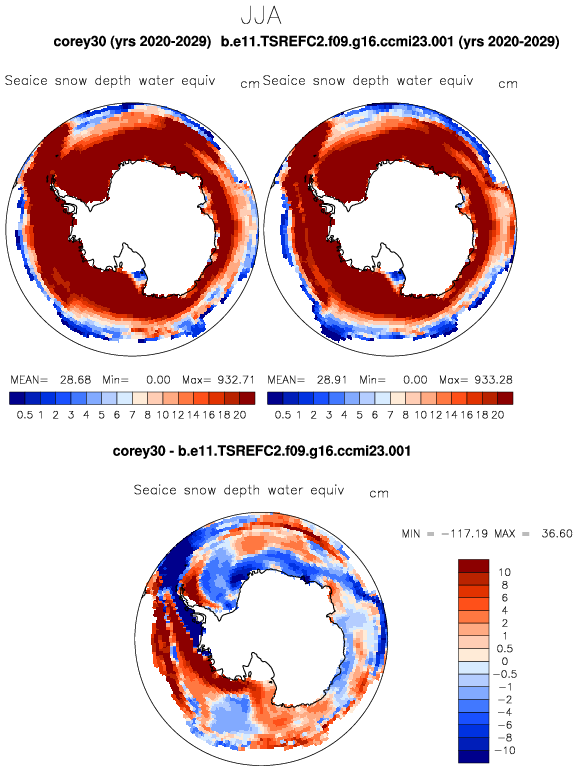 JJA
corey30 (yrs 2020-2029) b.e11.TSREFC2.f09.g16.ccmi23.001 (yrs 2020-2029)
Seaice snow depth water equiv cm Seaice snow depth water equiv cm
MEAN= 28.68 Min= 0.00 Max= 932.71 MEAN= 28.91 Min= 0.00 Max= 933.28
0.5 1 2 3 4 5 6 7 8 10 12 14 16 18 20 0.5 1 2 3 4 5 6 7 8 10 12 14 16 18 20
corey30 - b.e11.TSREFC2.f09.g16.ccmi23.001
Seaice snow depth water equiv cm
MIN = -117.19 MAX = 36.60
10
8
6
4
2
1
0.5
0
-0.5
-1
-2
-4
-6
-8
-10